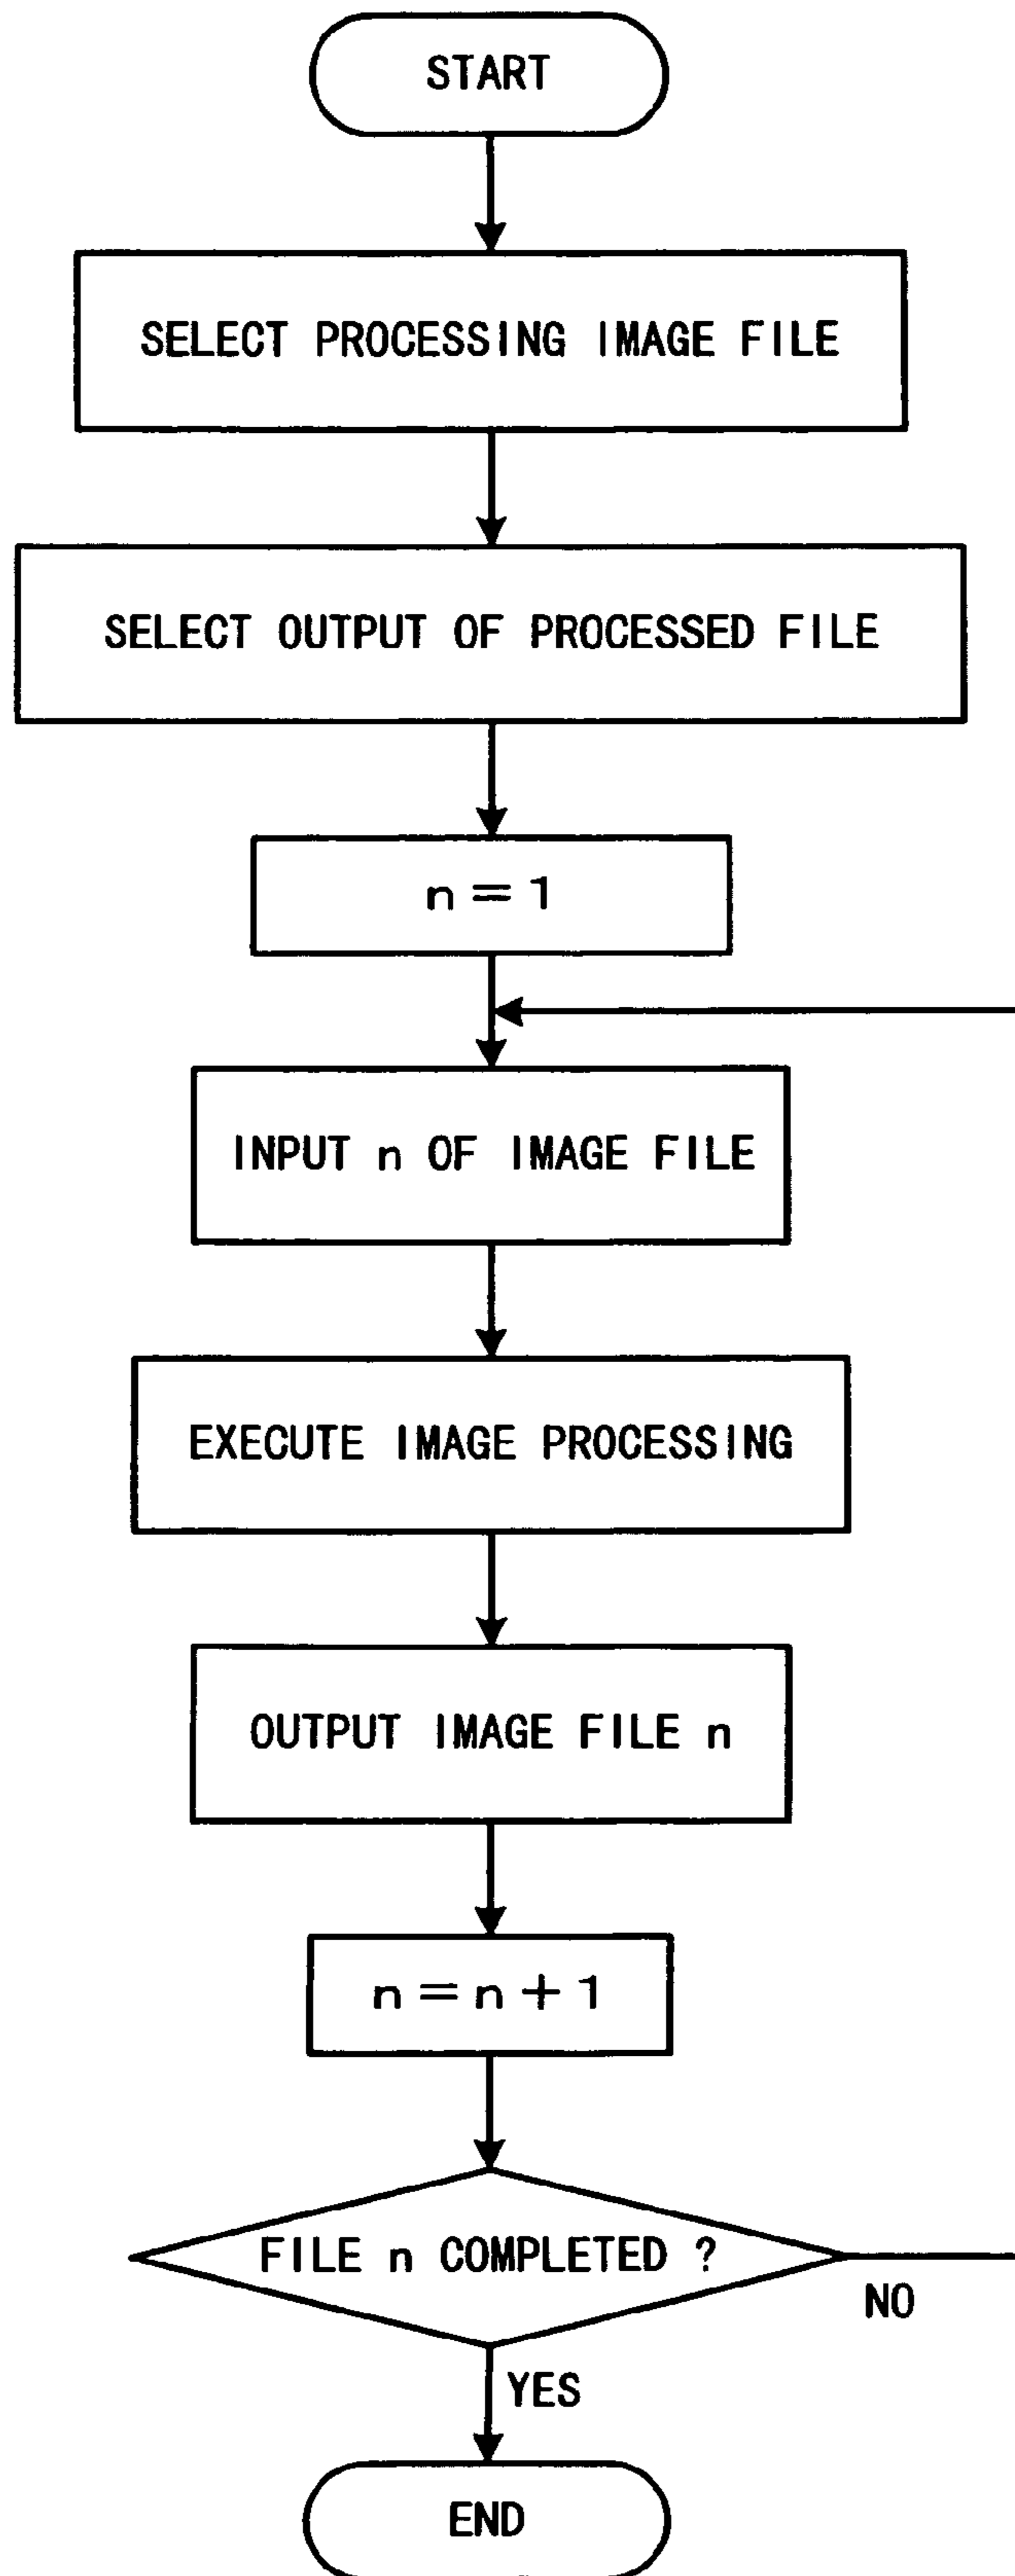 START
SELECT PROCESSING IMAGE FILE
SELECT OUTPUT OF PROCESSED FILE
n = 1
INPUT n OF IMAGE FILE
EXECUTE IMAGE PROCESSING
OUTPUT IMAGE FILE n
n = n + 1
FILE n COMPLETED ?
NO
YES
END